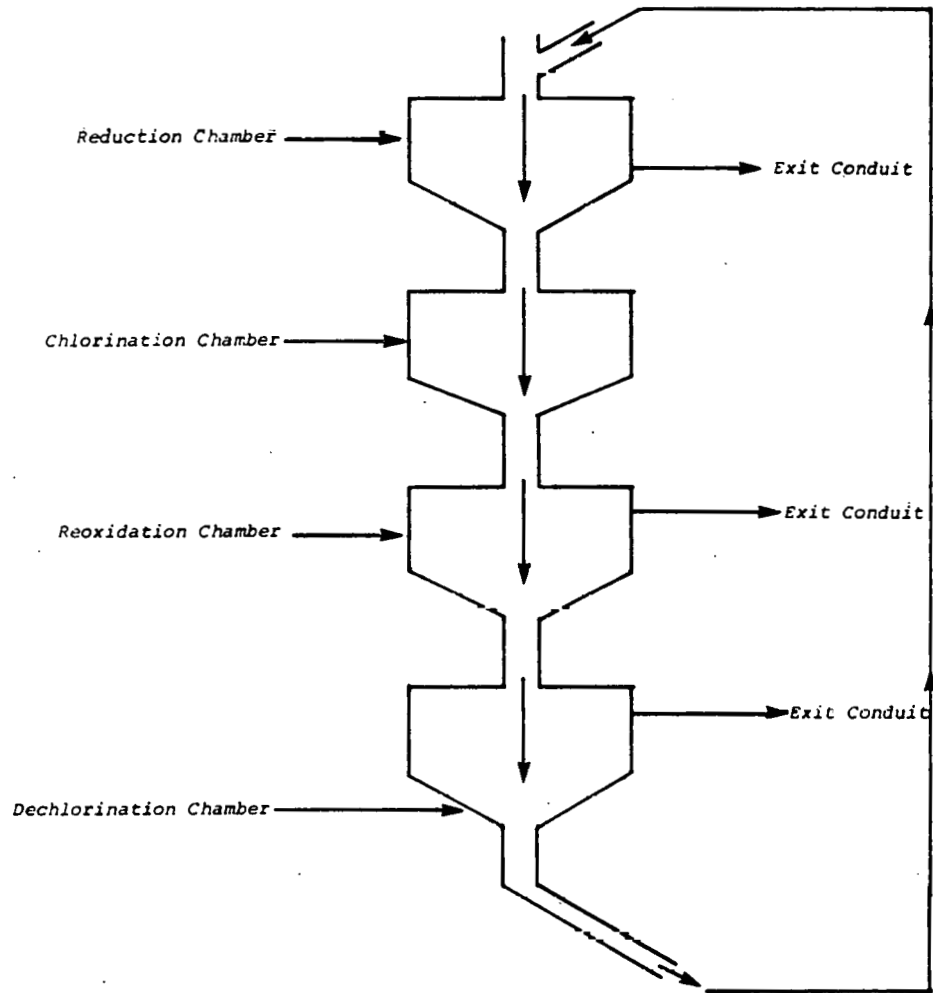 Reduction Chamber
Exit Conduit
Chlorination Chamber
Exit Conduit
Reoxidation Chamber
Exit Conduit
Dechlorination Chamber